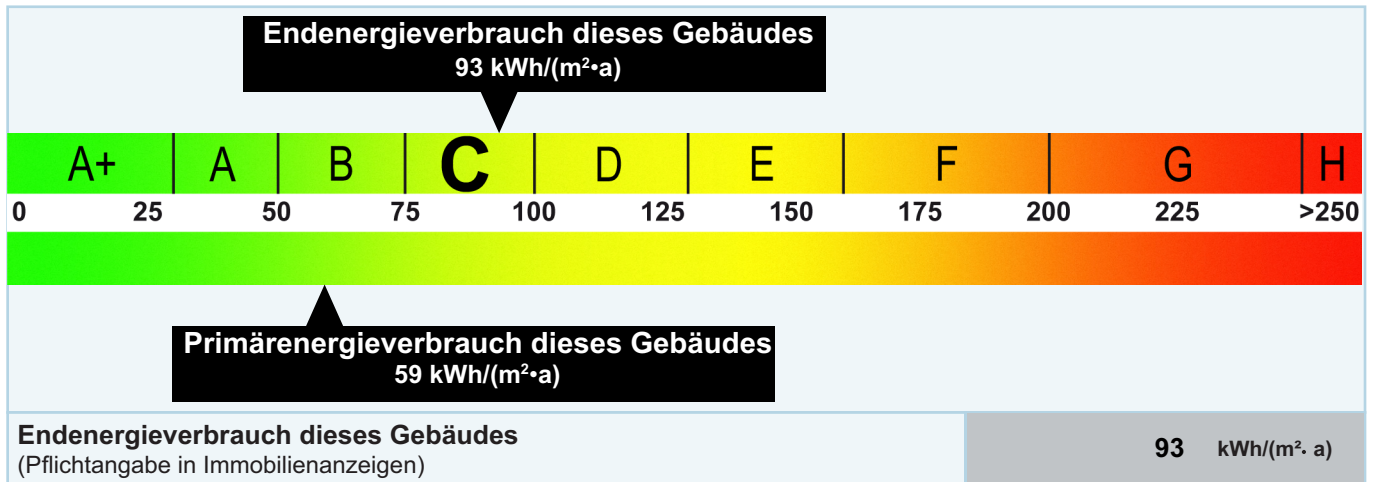 Endenergieverbrauch dieses Gebäudes
93 kWh/(m²•a)
A+ A B C D E F G H
0 25 50 75 100 125 150 175 200 225 >250
Primärenergieverbrauch dieses Gebäudes
59 kWh/(m²•a)
Endenergieverbrauch dieses Gebäudes
(Pflichtangabe in Immobilienanzeigen)
93 kWh/(m²· a)